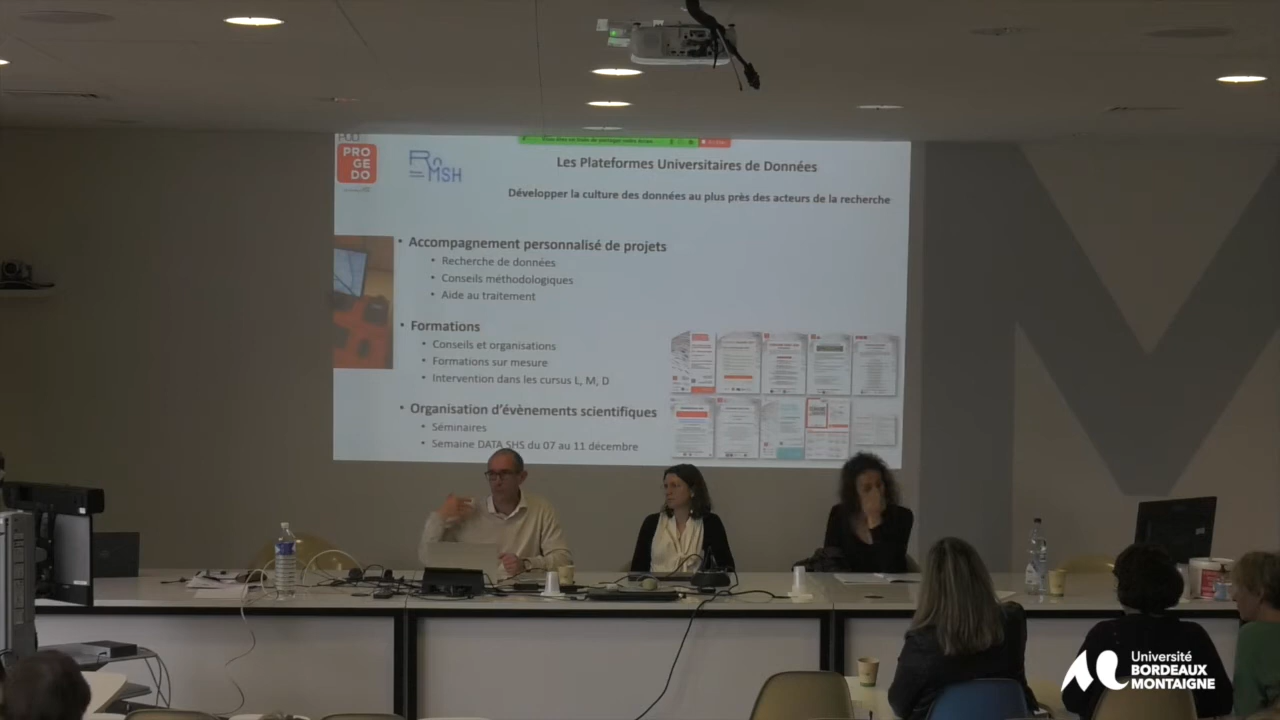 PUD
PRO
GE
DO
RnMSH
Les Plateformes Universitaires de Données
Développer la culture des données au plus près des acteurs de la recherche
• Accompagnement personnalisé de projets
• Recherche de données
• Conseils méthodologiques
• Aide au traitement
• Formations
• Conseils et organisations
• Formations sur mesure
• Intervention dans les cursus L, M, D
• Organisation d'évènements scientifiques
• Séminaires
• Semaine DATA SHS du 07 au 11 décembre
M
Université
BORDEAUX
MONTAIGNE